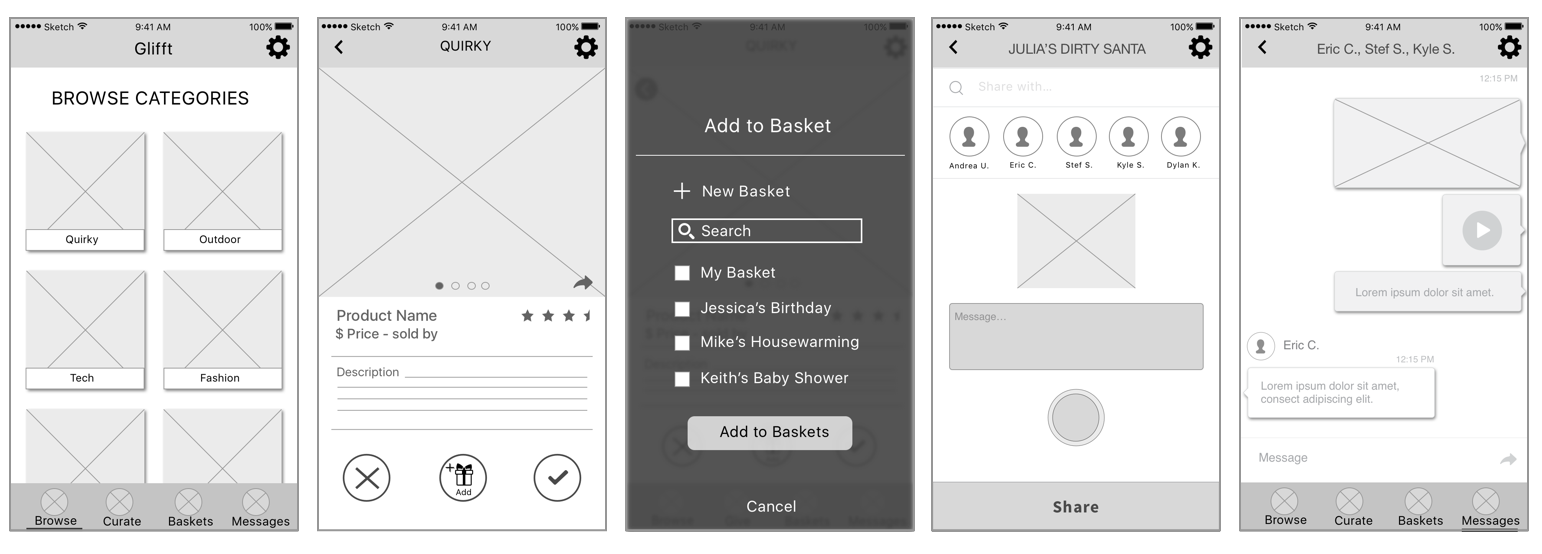 Sketch 9:41 AM 100%
Glifft
BROWSE CATEGORIES
Quirky Outdoor
Tech Fashion
Browse Curate Baskets Messages
Sketch 9:41 AM 100%
QUIRKY
Product Name
$ Price - sold by
Description
+ Add
Sketch 9:41 AM 100%
QUIRKY
Add to Basket
+ New Basket
Search
My Basket
Jessica's Birthday
Mike's Housewarming
Keith's Baby Shower
Add to Baskets
Cancel
Sketch 9:41 AM 100%
JULIA'S DIRTY SANTA
Share with...
Andrea U. Eric C. Stef S. Kyle S. Dylan K.
Message...
Share
Sketch 9:41 AM 100%
Eric C., Stef S., Kyle S.
12:15 PM
Lorem ipsum dolor sit amet.
Eric C.
12:15 PM
Lorem ipsum dolor sit amet,
consect adipiscing elit.
Message
Browse Curate Baskets Messages